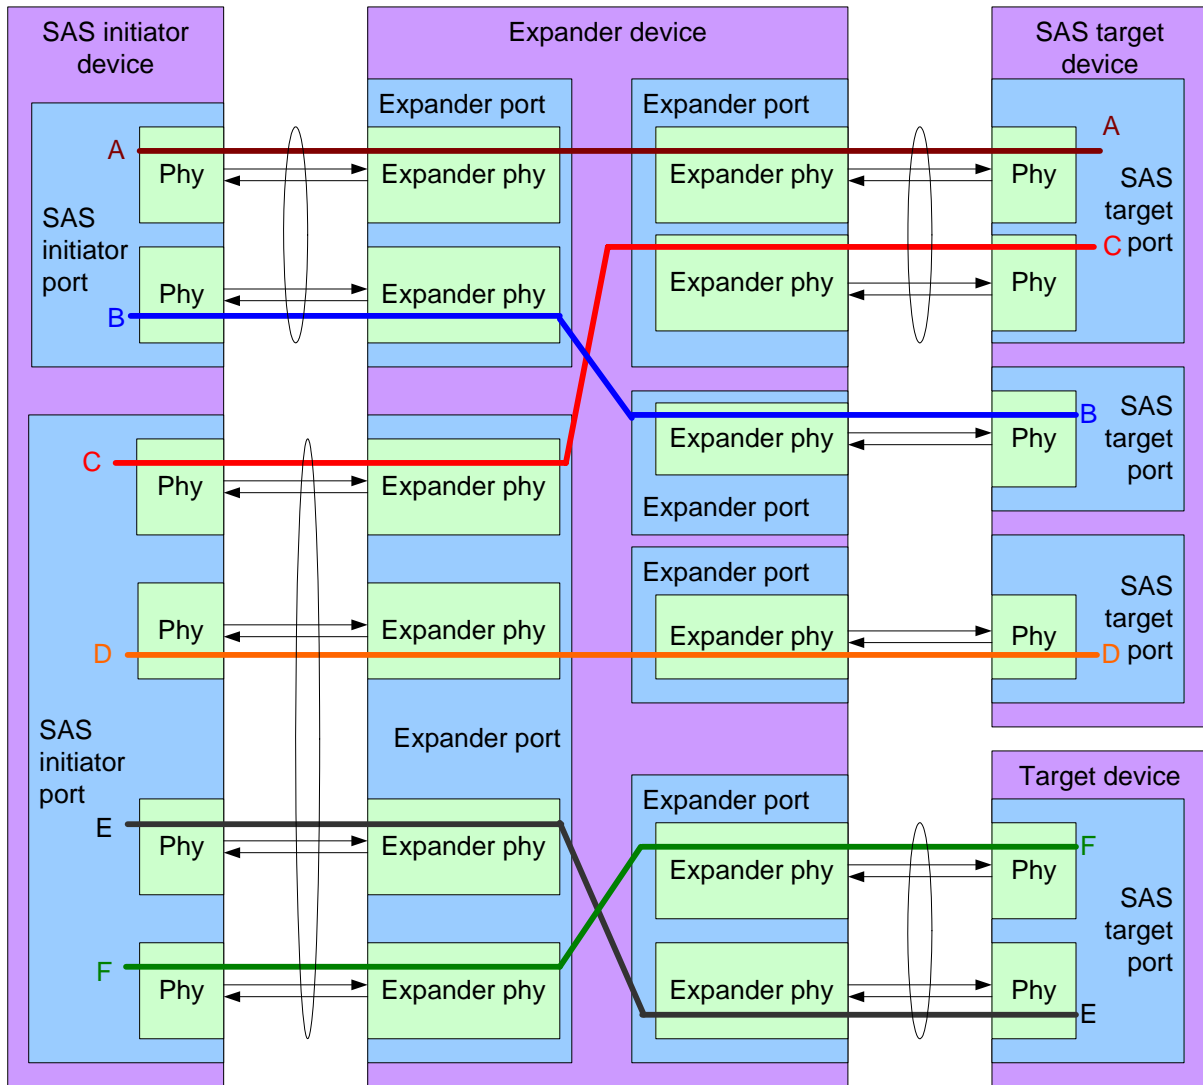 SAS initiator
device
Expander device
SAS target
device
Expander port
Expander port
A
Phy
Expander phy
Expander phy
Phy
A
SAS
target
port
SAS
initiator
port
Phy
Expander phy
Expander phy
Phy
C
B
Expander phy
Phy
B
SAS
target
port
Expander port
C
Phy
Expander phy
Expander port
Phy
Expander phy
Expander phy
Phy
SAS
target
port
D
D
SAS
initiator
port
Expander port
Target device
Expander port
E
Phy
Expander phy
Expander phy
Phy
F
SAS
target
port
F
Phy
Expander phy
Expander phy
Phy
E